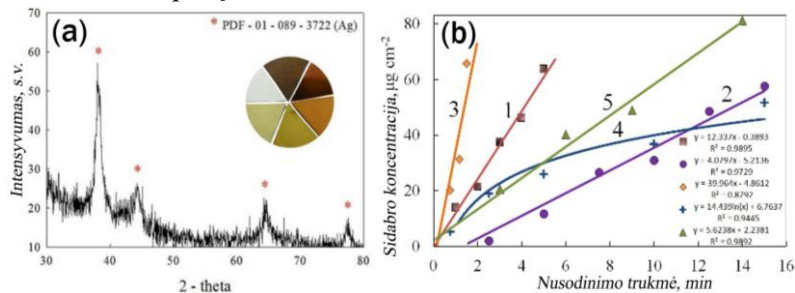 (a)
PDF - 01 - 089 - 3722 (Ag)
Intensyvumas, s.v.
70
60
50
40
30
20
10
30 40 50 60 70 80
2 - theta
(b)
Sidabro koncentracija, µg cm⁻²
80
60
40
20
0
0 2 4 6 8 10 12 14 16
Nusodinimo trukmė, min
3
1
5
2
4
y = 12.337x - 0.3893
R² = 0.9895
y = 4.0797x - 5.2136
R² = 0.9729
y = 39.964x - 4.8612
R² = 0.8792
y = 14.439ln(x) + 6.7637
R² = 0.9445
y = 5.6238x + 2.2381
R² = 0.9892